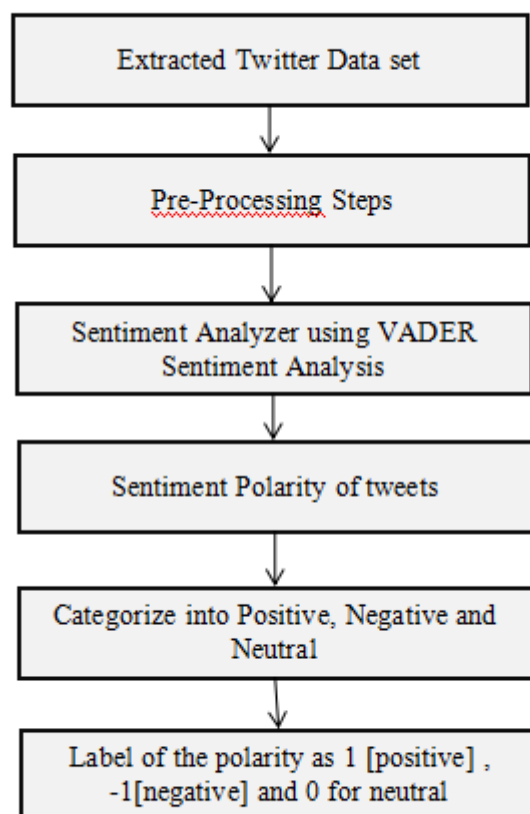 Extracted Twitter Data set
Pre-Processing Steps
Sentiment Analyzer using VADER
Sentiment Analysis
Sentiment Polarity of tweets
Categorize into Positive, Negative and
Neutral
Label of the polarity as 1 [positive] ,
-1[negative] and 0 for neutral